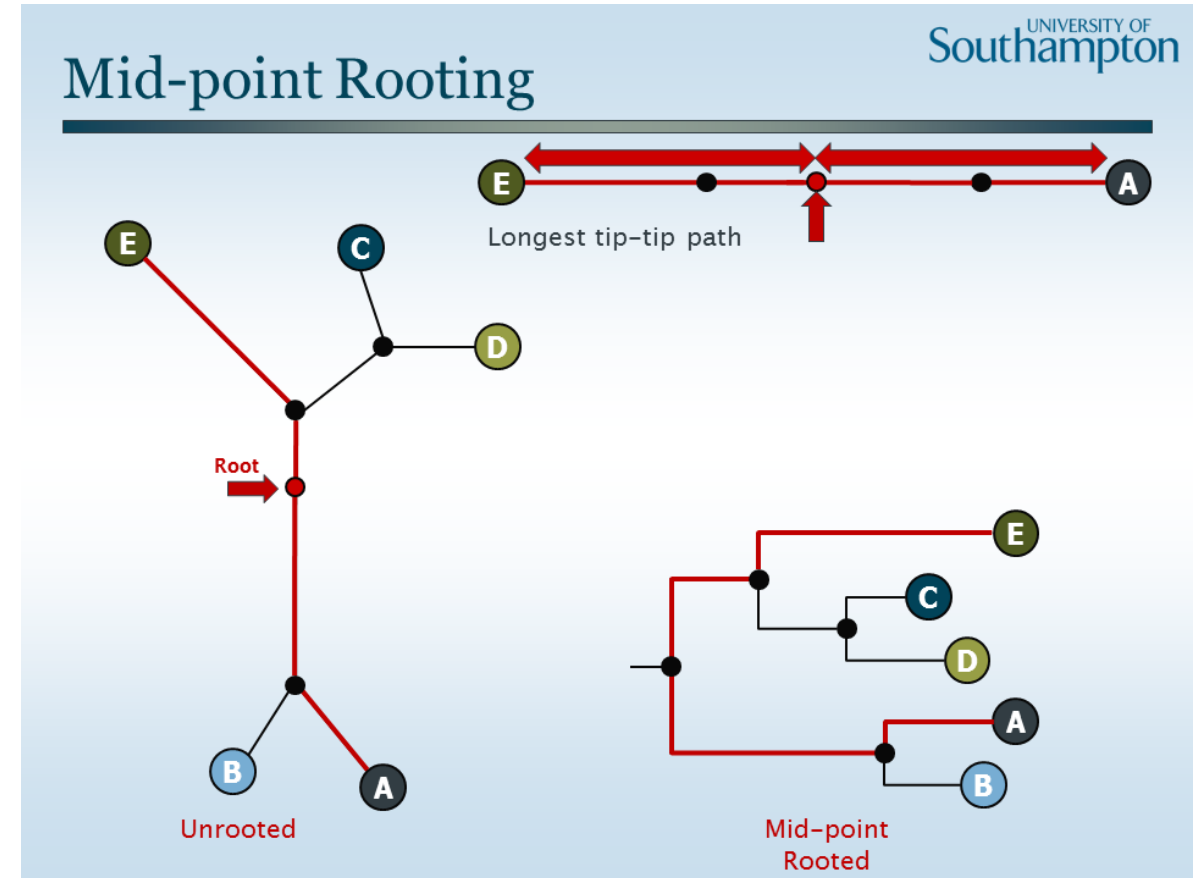 UNIVERSITY OF
Southampton
Mid-point Rooting
E
A
Longest tip-tip path
E
C
D
Root
B
A
Unrooted
E
C
D
A
B
Mid-point
Rooted